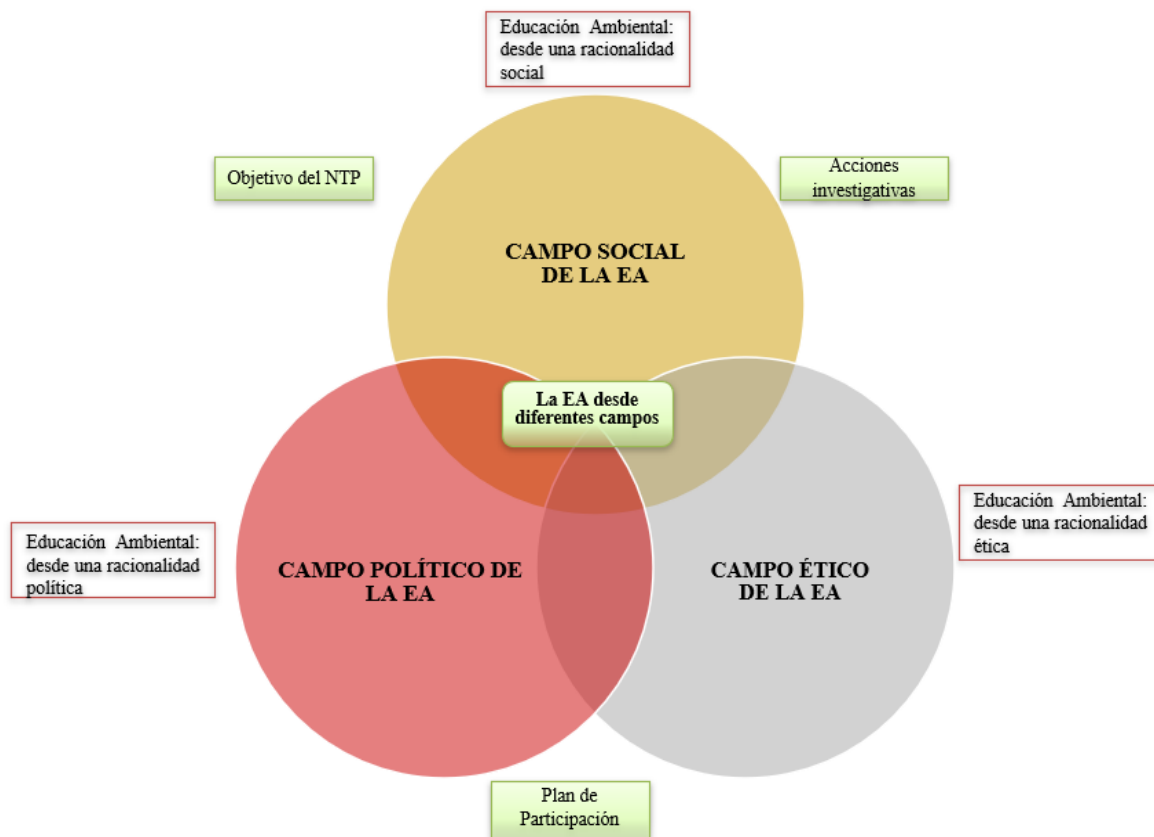 Educación Ambiental:
desde una racionalidad
social
Objetivo del NTP
Acciones
investigativas
CAMPO SOCIAL
DE LA EA
La EA desde
diferentes campos
Educación Ambiental:
desde una racionalidad
política
CAMPO POLÍTICO DE
LA EA
CAMPO ÉTICO
DE LA EA
Educación Ambiental:
desde una racionalidad
ética
Plan de
Participación